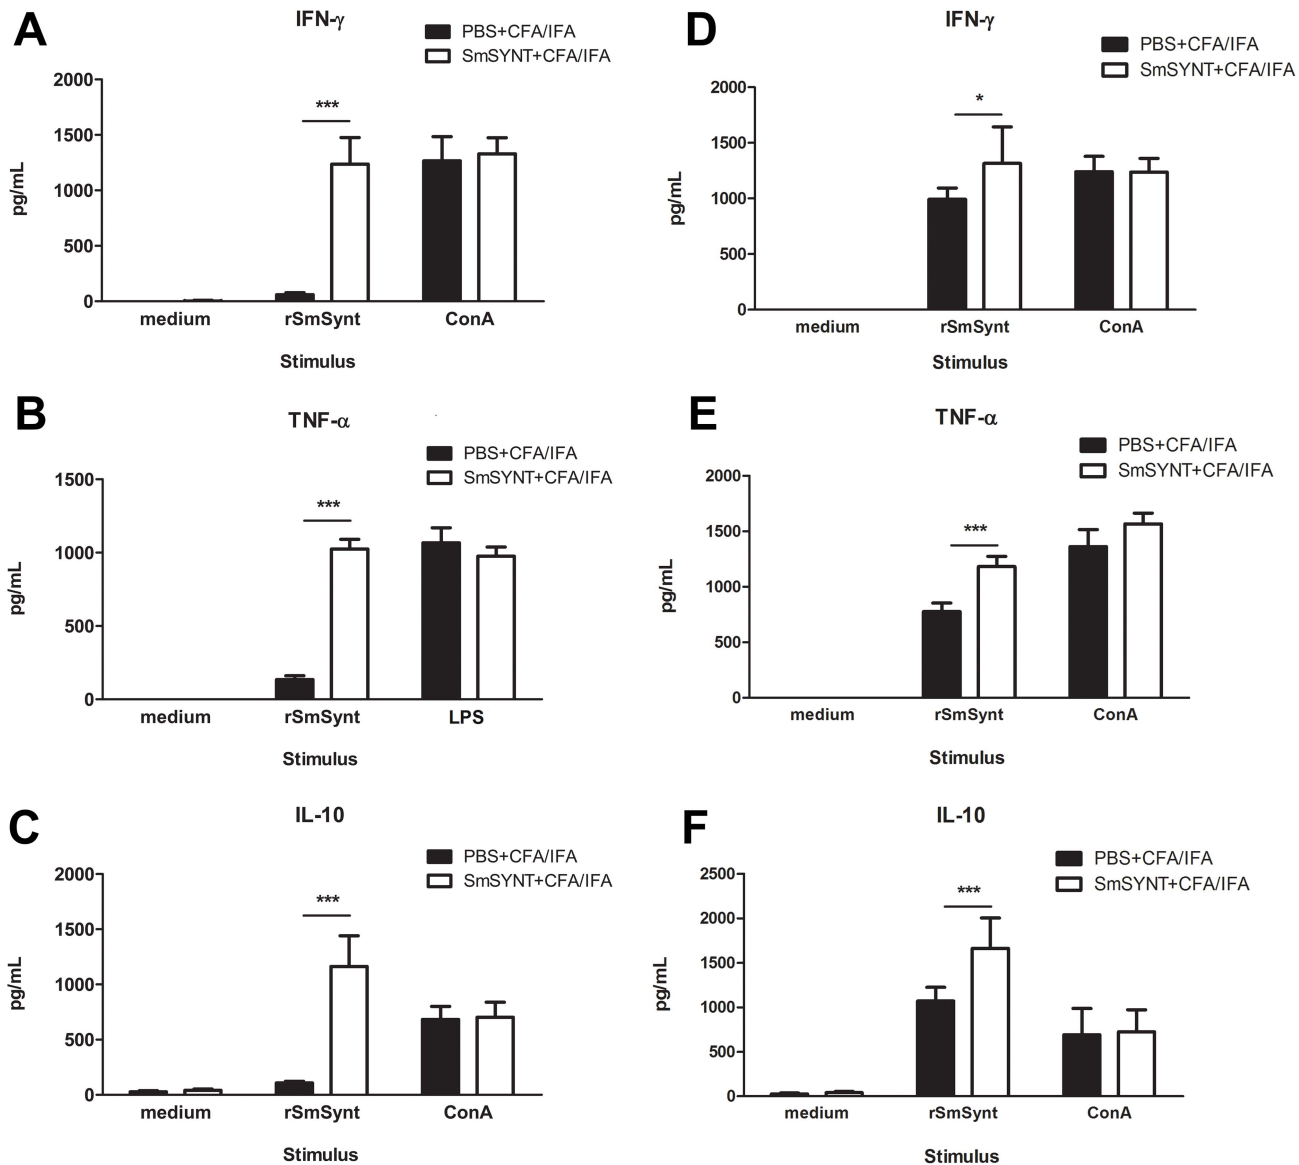 A
IFN-γ
PBS+CFA/IFA
SmSYNT+CFA/IFA
pg/mL
2000
1500
1000
500
0
***
medium rSmSynt ConA
Stimulus
B
TNF-α
PBS+CFA/IFA
SmSYNT+CFA/IFA
pg/mL
1500
1000
500
0
***
medium rSmSynt LPS
Stimulus
C
IL-10
PBS+CFA/IFA
SmSYNT+CFA/IFA
pg/mL
2000
1500
1000
500
0
***
medium rSmSynt ConA
Stimulus
D
IFN-γ
PBS+CFA/IFA
SmSYNT+CFA/IFA
pg/mL
2000
1500
1000
500
0
*
medium rSmSynt ConA
Stimulus
E
TNF-α
PBS+CFA/IFA
SmSYNT+CFA/IFA
pg/mL
2000
1500
1000
500
0
***
medium rSmSynt ConA
Stimulus
F
IL-10
PBS+CFA/IFA
SmSYNT+CFA/IFA
pg/mL
2500
2000
1500
1000
500
0
***
medium rSmSynt ConA
Stimulus